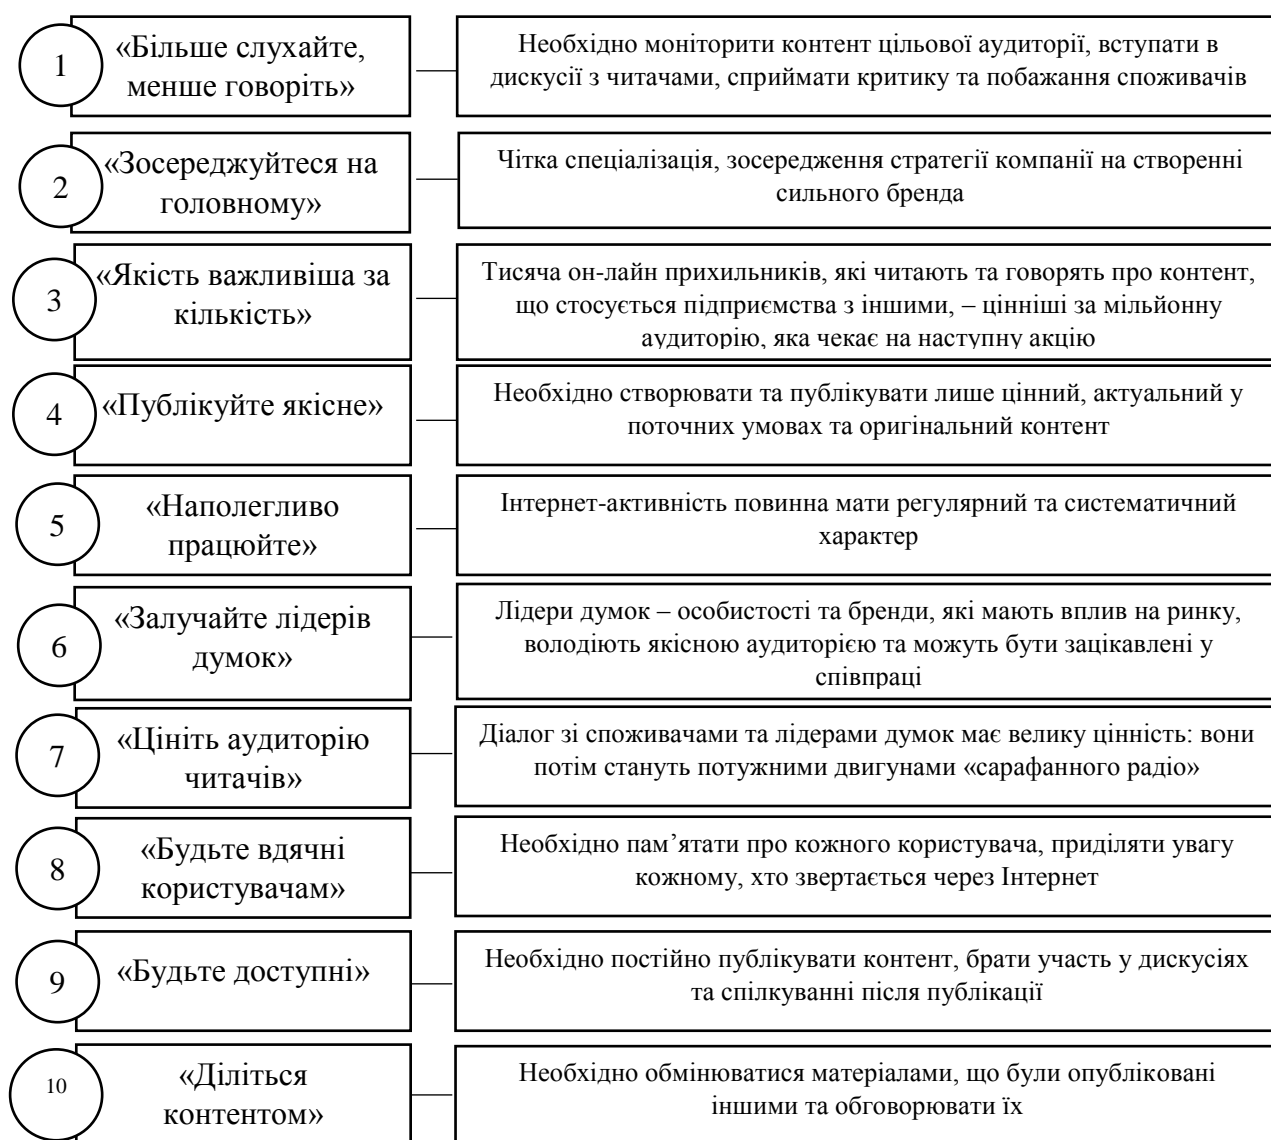 1
«Більше слухайте,
менше говоріть»
Необхідно моніторити контент цільової аудиторії, вступати в
дискусії з читачами, сприймати критику та побажання споживачів
2
«Зосереджуйтеся на
головному»
Чітка спеціалізація, зосередження стратегії компанії на створенні
сильного бренда
3
«Якість важливіша за
кількість»
Тисяча он-лайн прихильників, які читають та говорять про контент,
що стосується підприємства з іншими, – цінніші за мільйонну
аудиторію, яка чекає на наступну акцію
4
«Публікуйте якісне»
Необхідно створювати та публікувати лише цінний, актуальний у
поточних умовах та оригінальний контент
5
«Наполегливо
працюйте»
Інтернет-активність повинна мати регулярний та систематичний
характер
6
«Залучайте лідерів
думок»
Лідери думок – особистості та бренди, які мають вплив на ринку,
володіють якісною аудиторією та можуть бути зацікавлені у
співпраці
7
«Цініть аудиторію
читачів»
Діалог зі споживачами та лідерами думок має велику цінність: вони
потім стануть потужними двигунами «сарафанного радіо»
8
«Будьте вдячні
користувачам»
Необхідно пам’ятати про кожного користувача, приділяти увагу
кожному, хто звертається через Інтернет
9
«Будьте доступні»
Необхідно постійно публікувати контент, брати участь у дискусіях
та спілкуванні після публікації
10
«Діліться
контентом»
Необхідно обмінюватися матеріалами, що були опубліковані
іншими та обговорювати їх